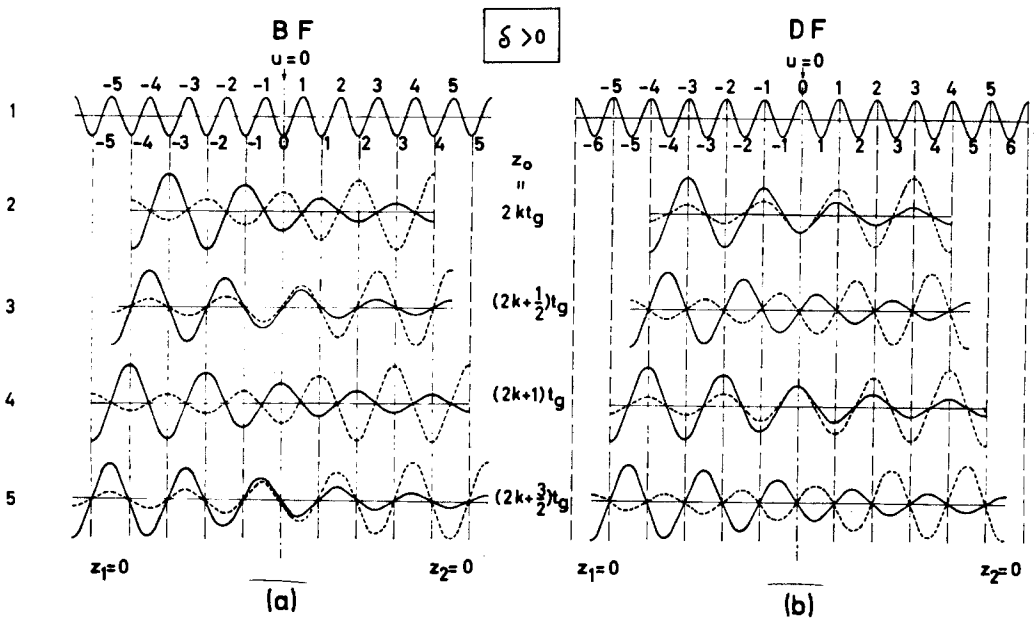 BF
δ >0
DF
u=0
u=0
-5 -4 -3 -2 -1 1 2 3 4 5
-5 -4 -3 -2 -1 0 1 2 3 4 5
1
-5 -4 -3 -2 -1 0 1 2 3 4 5
-6 -5 -4 -3 -2 -1 0 1 2 3 4 5 6
z₀
=
2
2kt_g
3
(2k+1/2)t_g
4
(2k+1)t_g
5
(2k+3/2)t_g
z₁=0
z₂=0
z₁=0
z₂=0
(a)
(b)